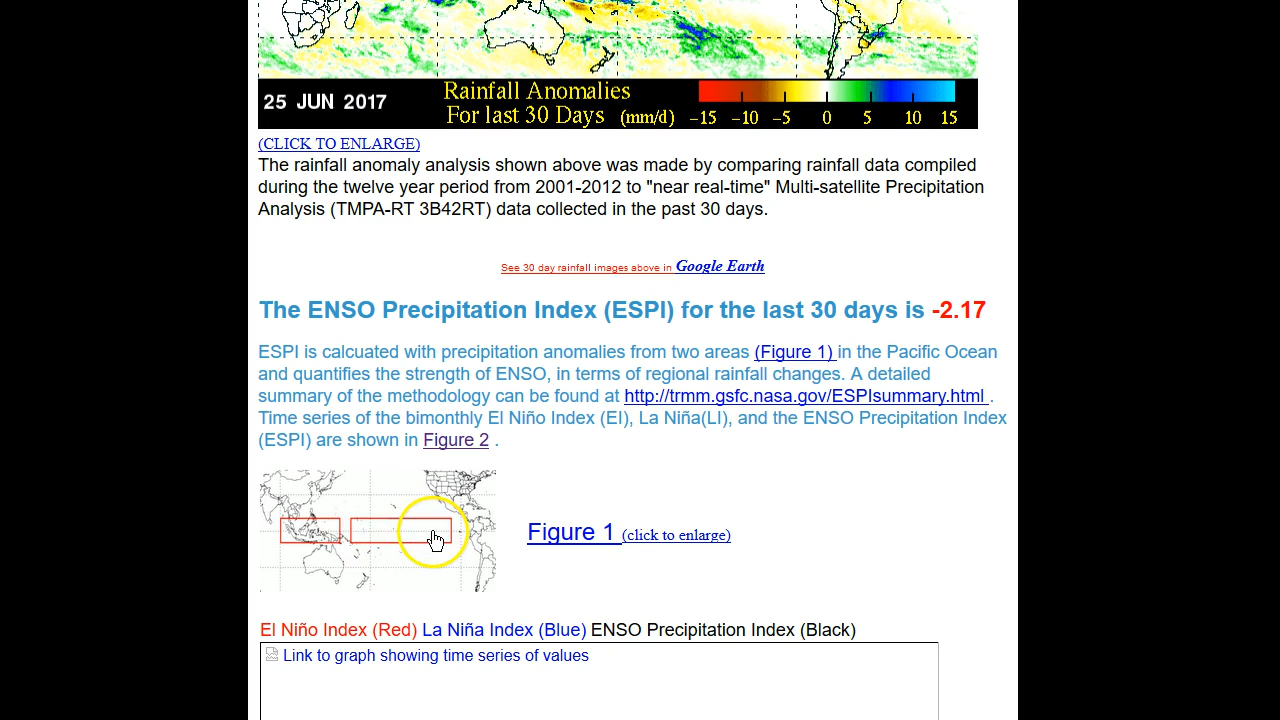 25 JUN 2017
Rainfall Anomalies
For last 30 Days (mm/d)
−15 −10 −5 0 5 10 15
(CLICK TO ENLARGE)
The rainfall anomaly analysis shown above was made by comparing rainfall data compiled
during the twelve year period from 2001-2012 to "near real-time" Multi-satellite Precipitation
Analysis (TMPA-RT 3B42RT) data collected in the past 30 days.
See 30 day rainfall images above in Google Earth
The ENSO Precipitation Index (ESPI) for the last 30 days is -2.17
ESPI is calcuated with precipitation anomalies from two areas (Figure 1) in the Pacific Ocean
and quantifies the strength of ENSO, in terms of regional rainfall changes. A detailed
summary of the methodology can be found at http://trmm.gsfc.nasa.gov/ESPIsummary.html .
Time series of the bimonthly El Niño Index (EI), La Niña(LI), and the ENSO Precipitation Index
(ESPI) are shown in Figure 2 .
Figure 1 (click to enlarge)
El Niño Index (Red) La Niña Index (Blue) ENSO Precipitation Index (Black)
Link to graph showing time series of values